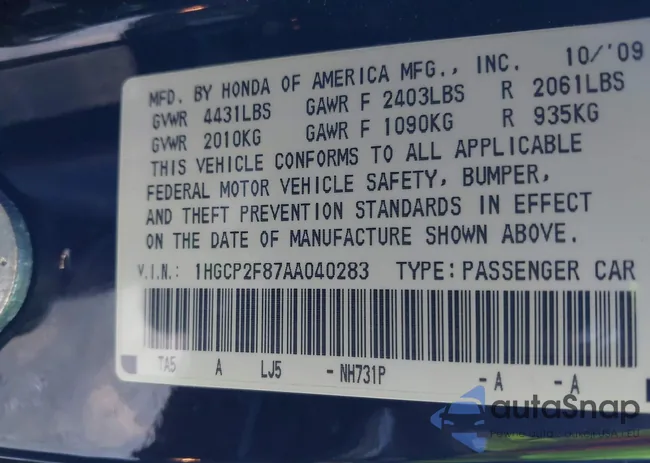 MFD. BY HONDA OF AMERICA MFG., INC. 10/'09
GVWR 4431LBS GAWR F 2403LBS R 2061LBS
GVWR 2010KG GAWR F 1090KG R 935KG
THIS VEHICLE CONFORMS TO ALL APPLICABLE
FEDERAL MOTOR VEHICLE SAFETY, BUMPER,
AND THEFT PREVENTION STANDARDS IN EFFECT
ON THE DATE OF MANUFACTURE SHOWN ABOVE.
V.I.N.: 1HGCP2F87AA040283 TYPE: PASSENGER CAR
TA5 A LJ5 -NH731P -A -A
autoSnap